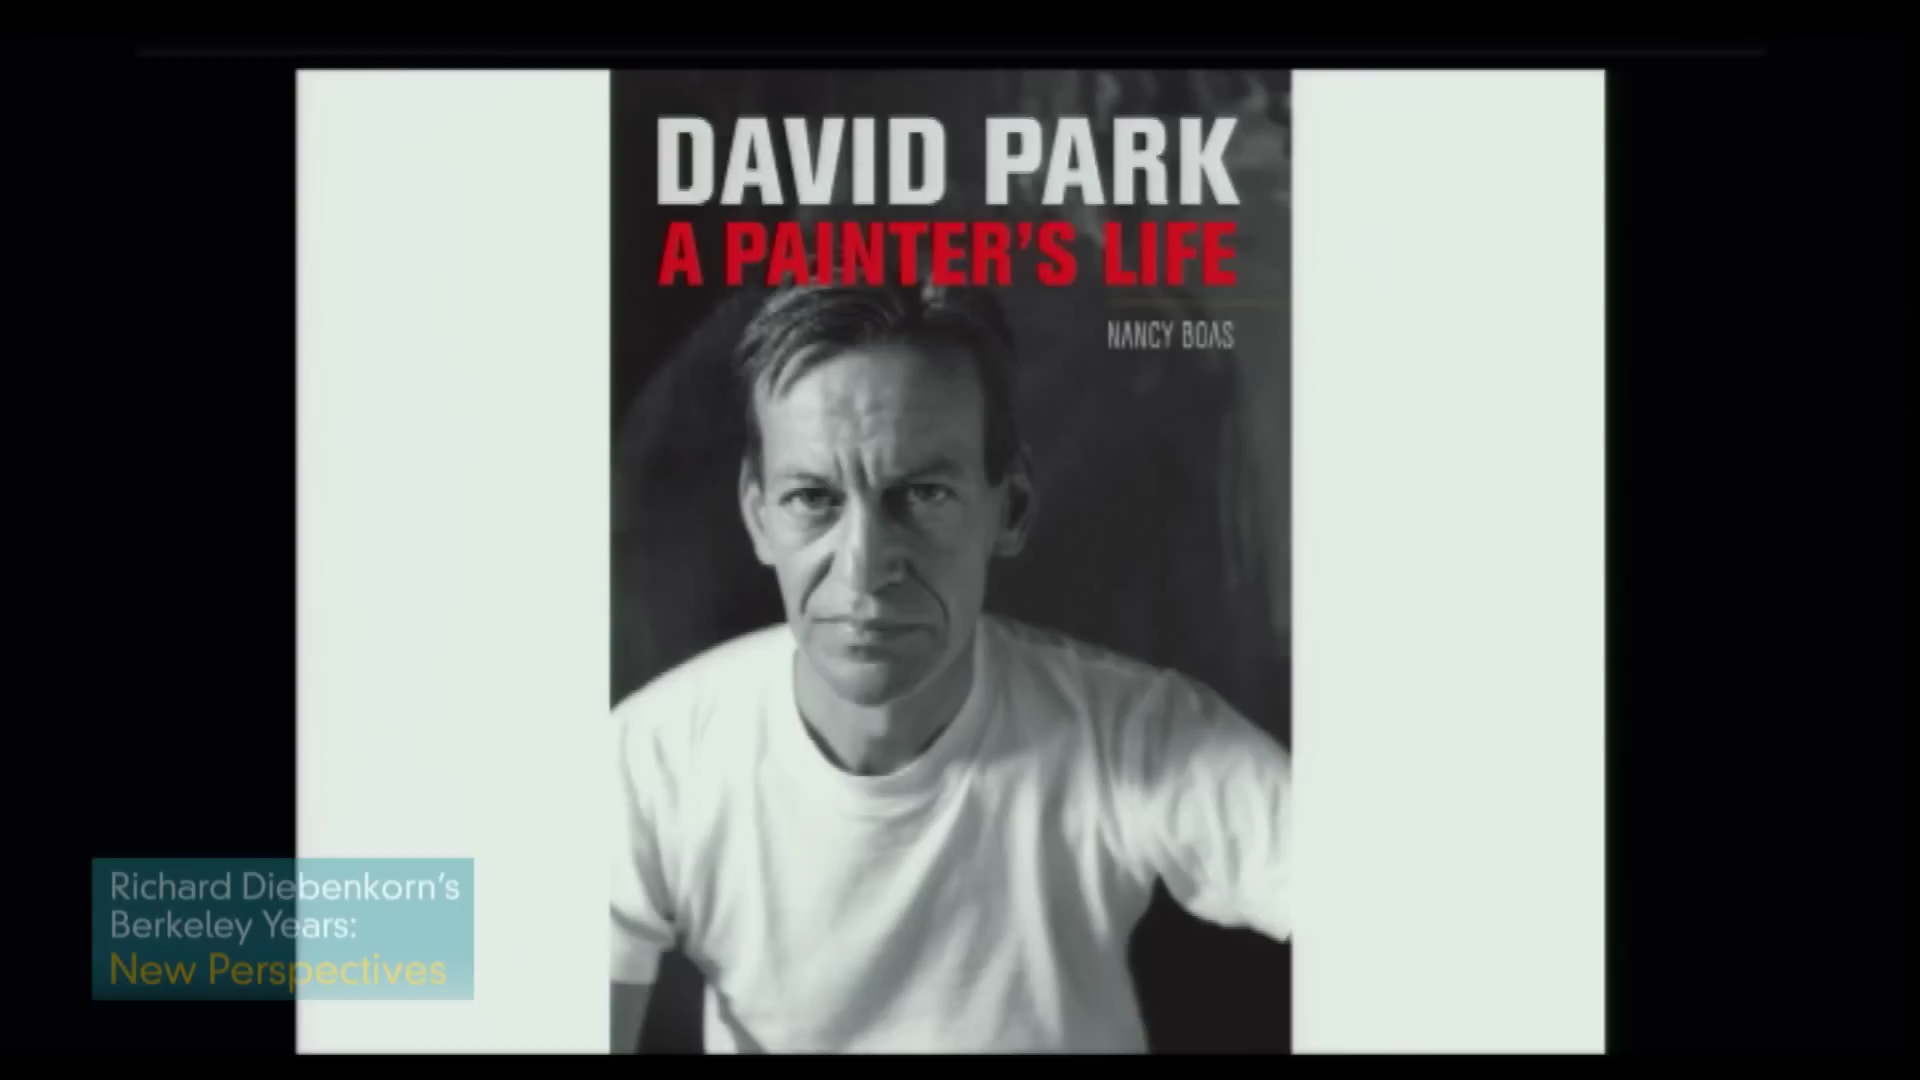 DAVID PARK
A PAINTER'S LIFE
NANCY BOAS
Richard Diebenkorn's
Berkeley Years:
New Perspectives